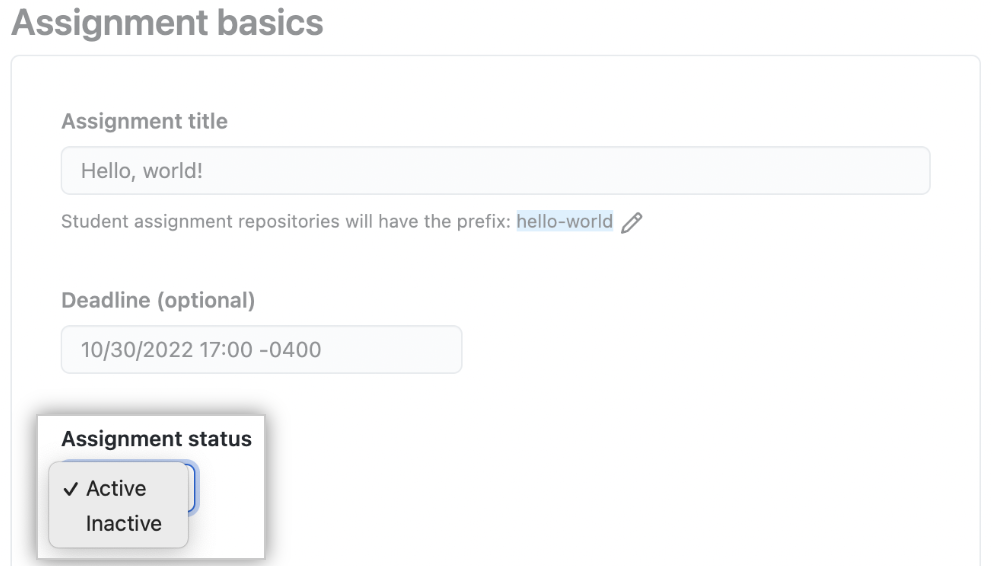 Assignment basics
Assignment title
Hello, world!
Student assignment repositories will have the prefix: hello-world
Deadline (optional)
10/30/2022 17:00 -0400
Assignment status
✓ Active
Inactive